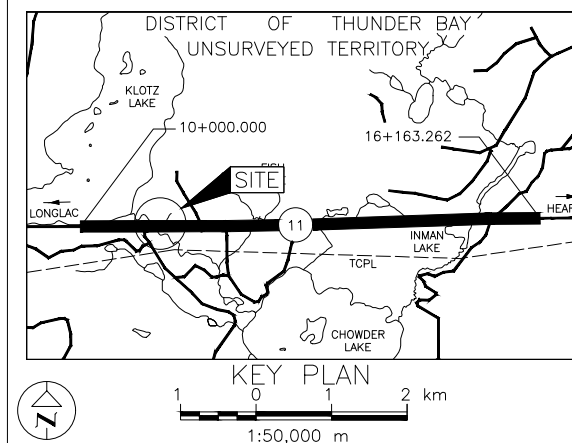 DISTRICT OF THUNDER BAY
UNSURVEYED TERRITORY
KLOTZ
LAKE
10+000.000
16+163.262
SITE
LONGLAC
11
INMAN
LAKE
TCPL
CHOWDER
LAKE
KEY PLAN
1 0 1 2 km
1:50,000 m
N